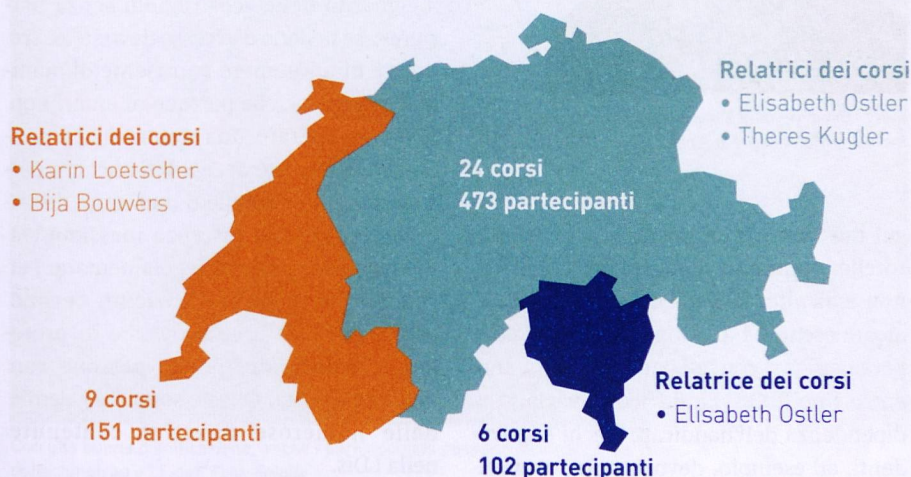 Relatrici dei corsi
• Elisabeth Ostler
• Theres Kugler
Relatrici dei corsi
• Karin Loetscher
• Bija Bouwers
24 corsi
473 partecipanti
Relatrice dei corsi
• Elisabeth Ostler
9 corsi
151 partecipanti
6 corsi
102 partecipanti